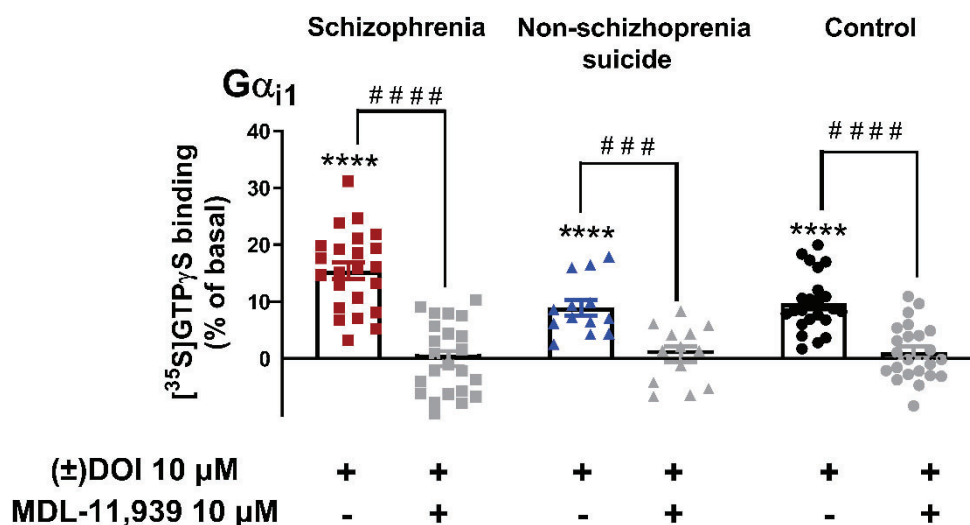 Schizophrenia Non-schizhoprenia suicide Control
Gαi1
#### ### ####
**** **** ****
[³⁵S]GTPγS binding
(% of basal)
40
30
20
10
0
(±)DOI 10 μM + + + + + +
MDL-11,939 10 μM - + - + - +